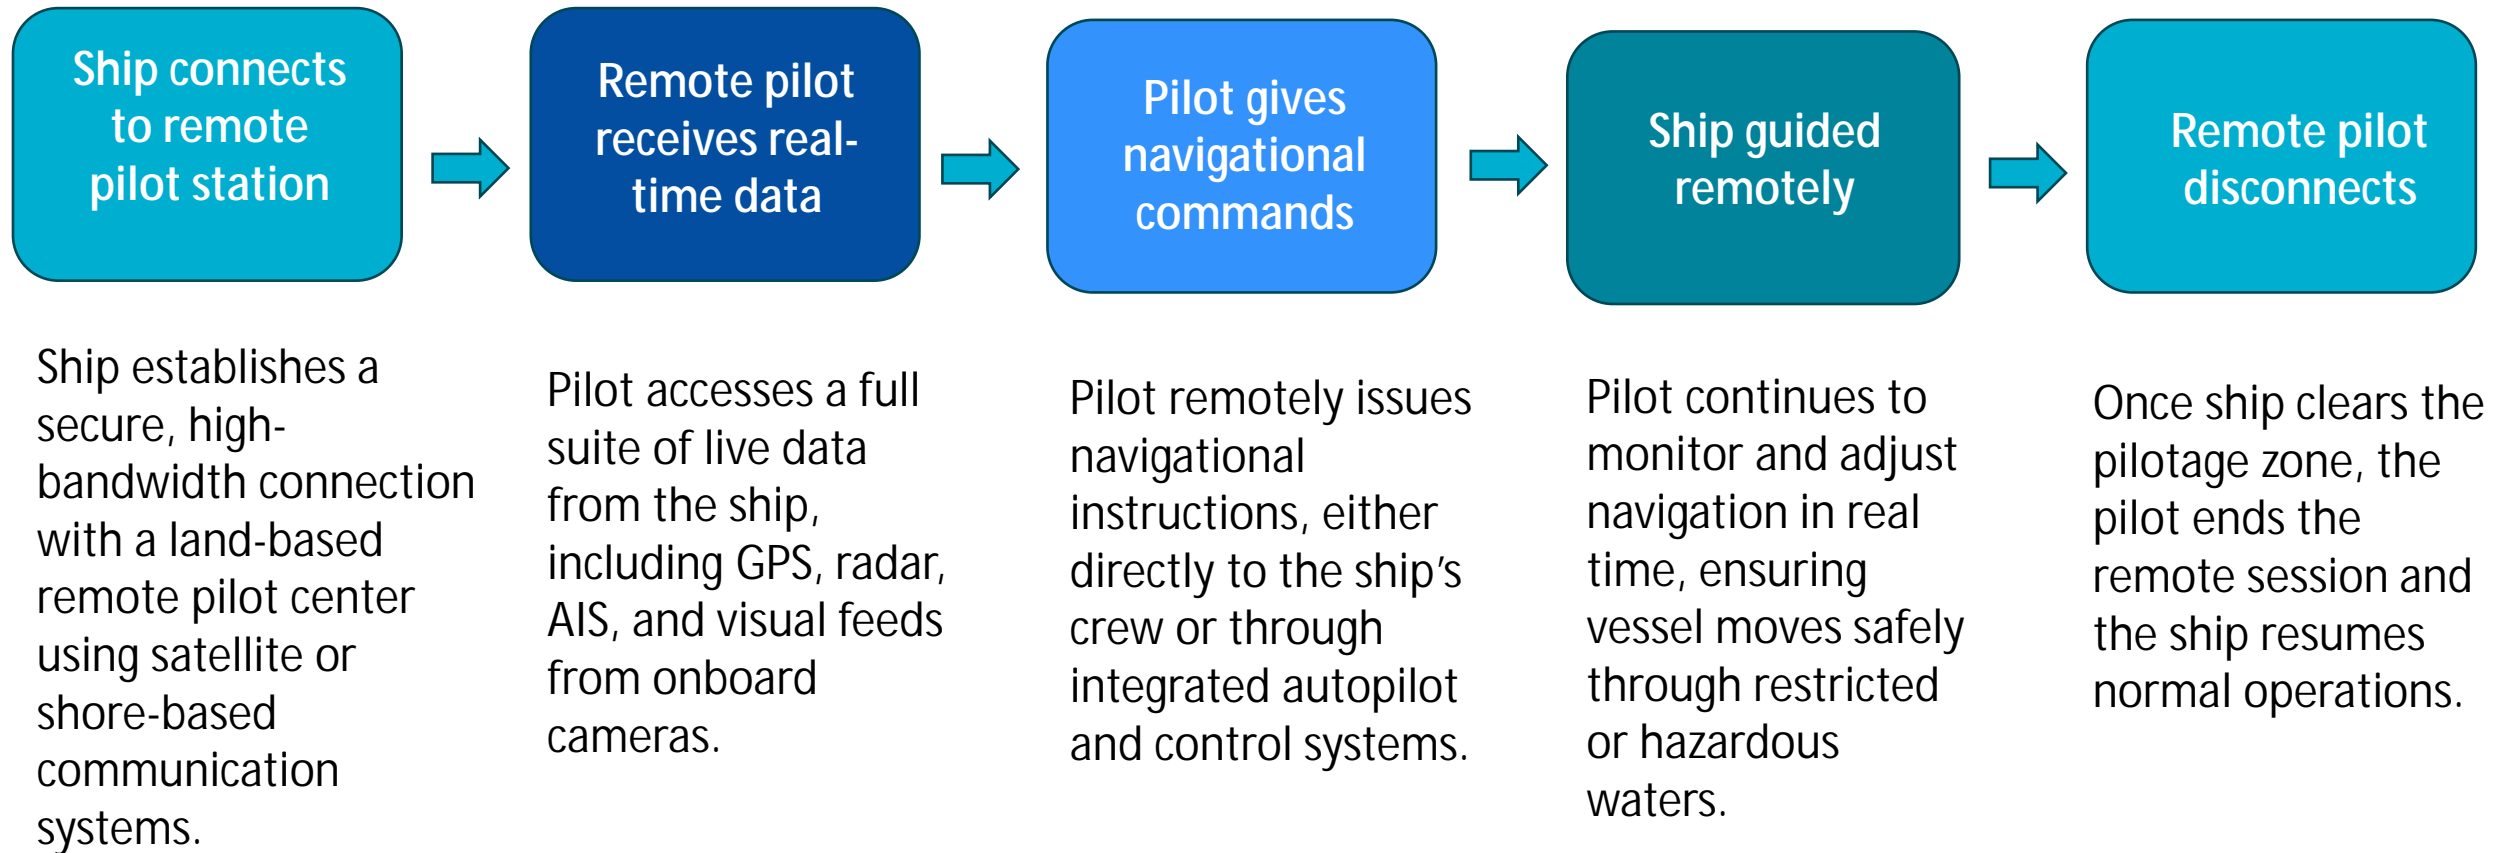 Ship connects
to remote
pilot station
Remote pilot
receives real-
time data
Pilot gives
navigational
commands
Ship guided
remotely
Remote pilot
disconnects
Ship establishes a
secure, high-
bandwidth connection
with a land-based
remote pilot center
using satellite or
shore-based
communication
systems.
Pilot accesses a full
suite of live data
from the ship,
including GPS, radar,
AIS, and visual feeds
from onboard
cameras.
Pilot remotely issues
navigational
instructions, either
directly to the ship’s
crew or through
integrated autopilot
and control systems.
Pilot continues to
monitor and adjust
navigation in real
time, ensuring
vessel moves safely
through restricted
or hazardous
waters.
Once ship clears the
pilotage zone, the
pilot ends the
remote session and
the ship resumes
normal operations.